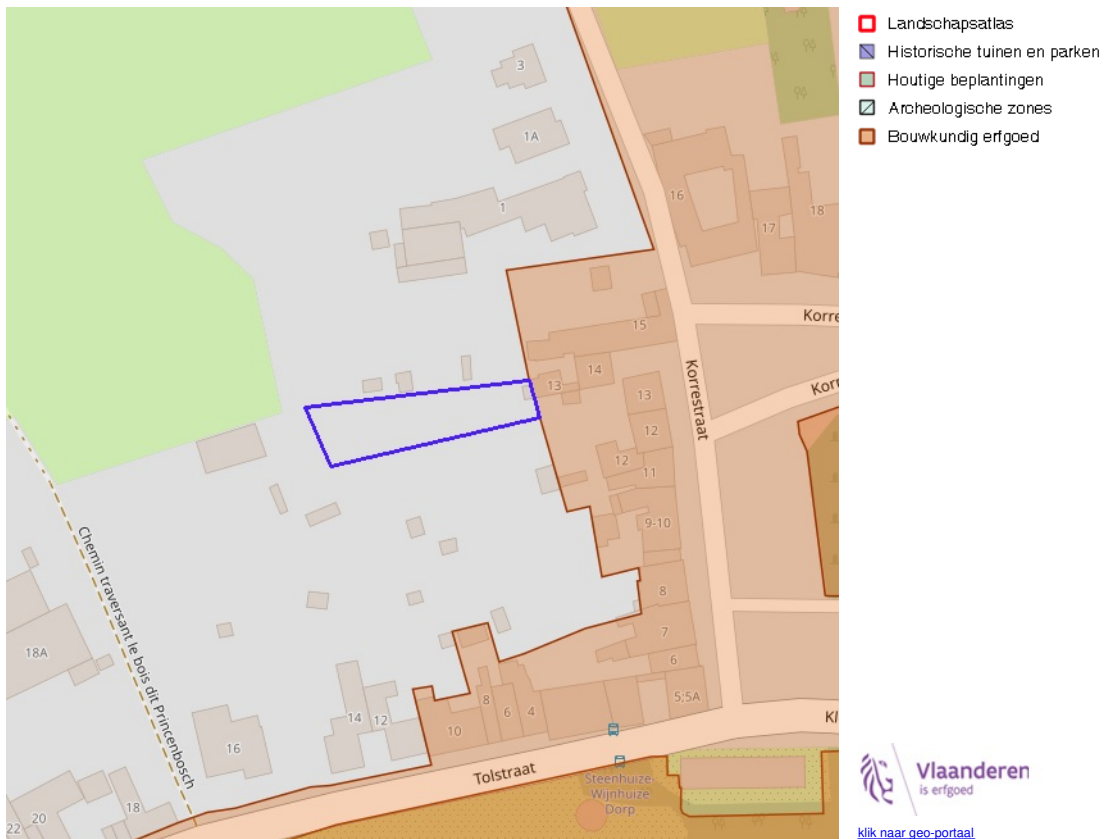 3
1A
1
16
17
18
Korre
15
14
13
Korrestraat
13
12
12
11
Korr
9-10
8
7
6
5;5A
Kl
Chemin traversant le bois dit Princenbosch
18A
16
14
12
10
8
6
4
Tolstraat
Steenhuize-
Wijnhuize
Dorp
22
20
18
Landschapsatlas
Historische tuinen en parken
Houtige beplantingen
Archeologische zones
Bouwkundig erfgoed
Vlaanderen
is erfgoed
klik naar geo-portaal